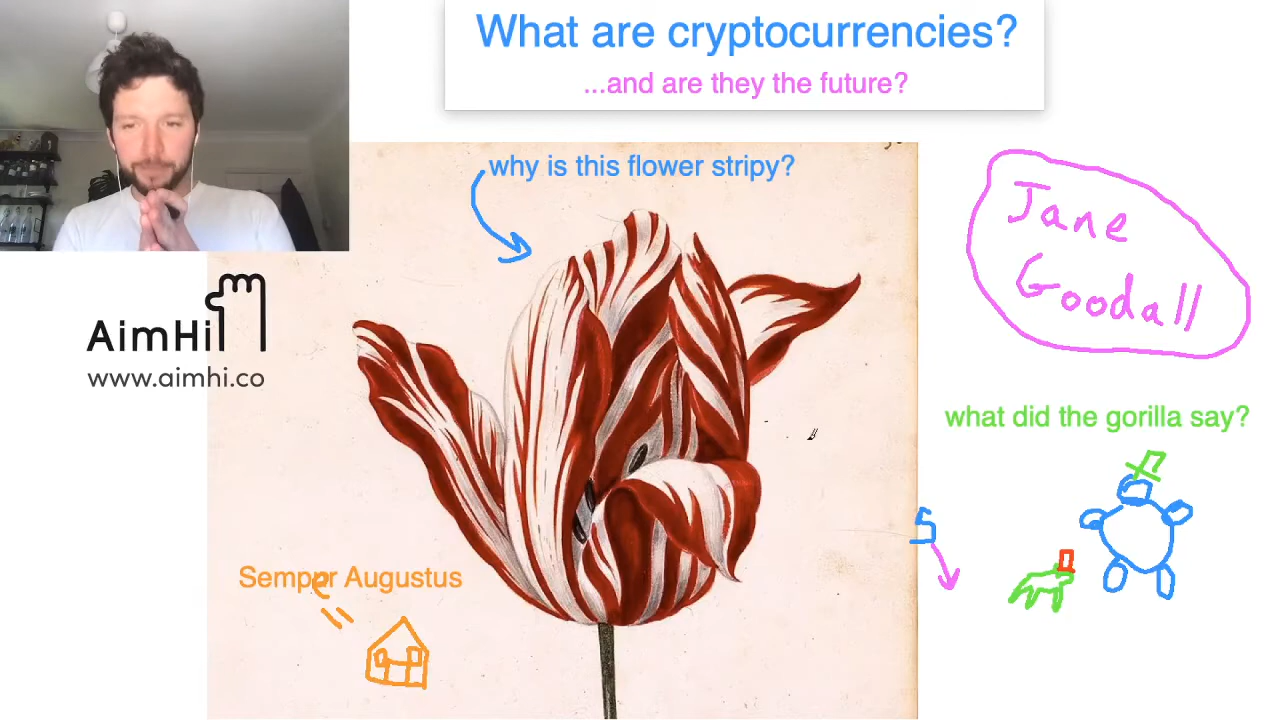 What are cryptocurrencies?
...and are they the future?
why is this flower stripy?
Jane
Goodall
AimHi
www.aimhi.co
what did the gorilla say?
5
Semper Augustus